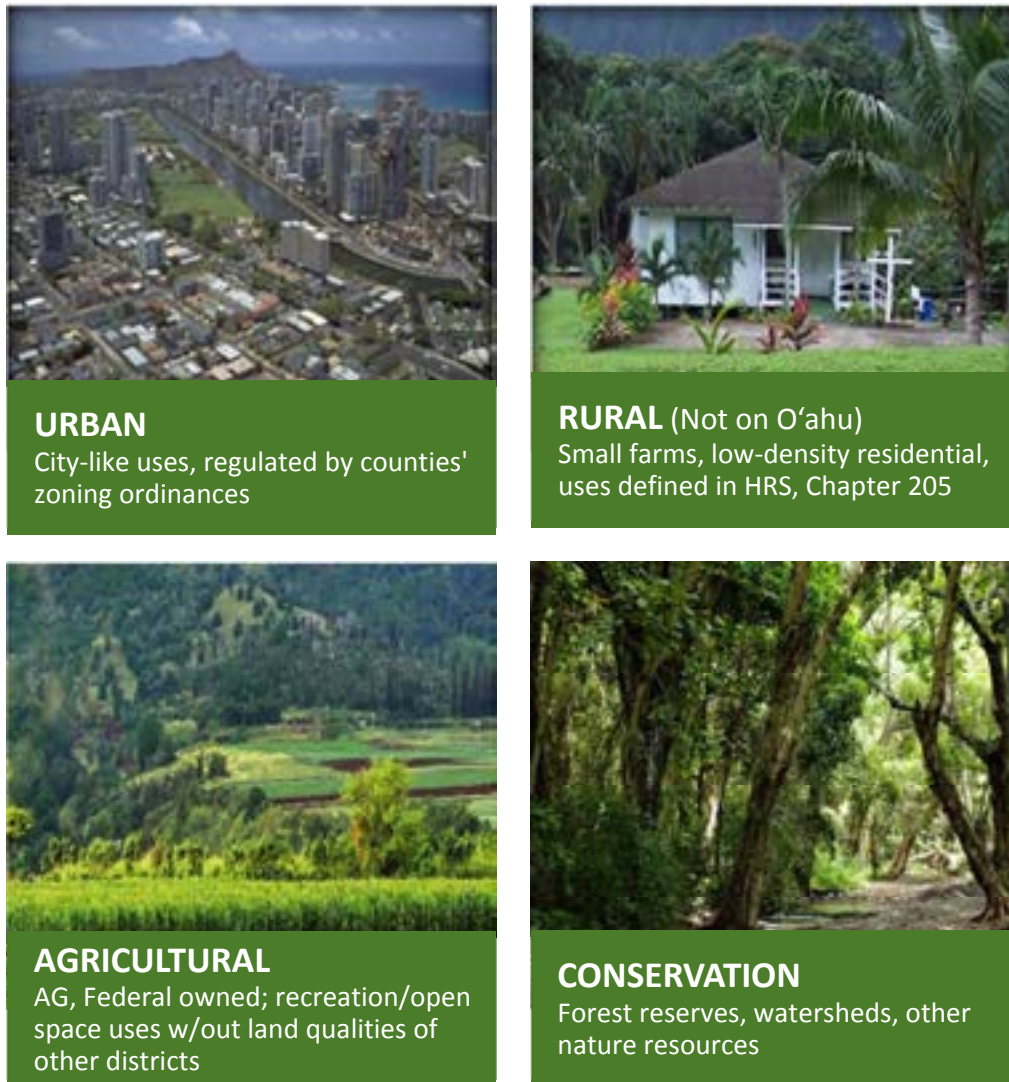 URBAN
City-like uses, regulated by counties'
zoning ordinances
RURAL (Not on Oʻahu)
Small farms, low-density residential,
uses defined in HRS, Chapter 205
AGRICULTURAL
AG, Federal owned; recreation/open
space uses w/out land qualities of
other districts
CONSERVATION
Forest reserves, watersheds, other
nature resources